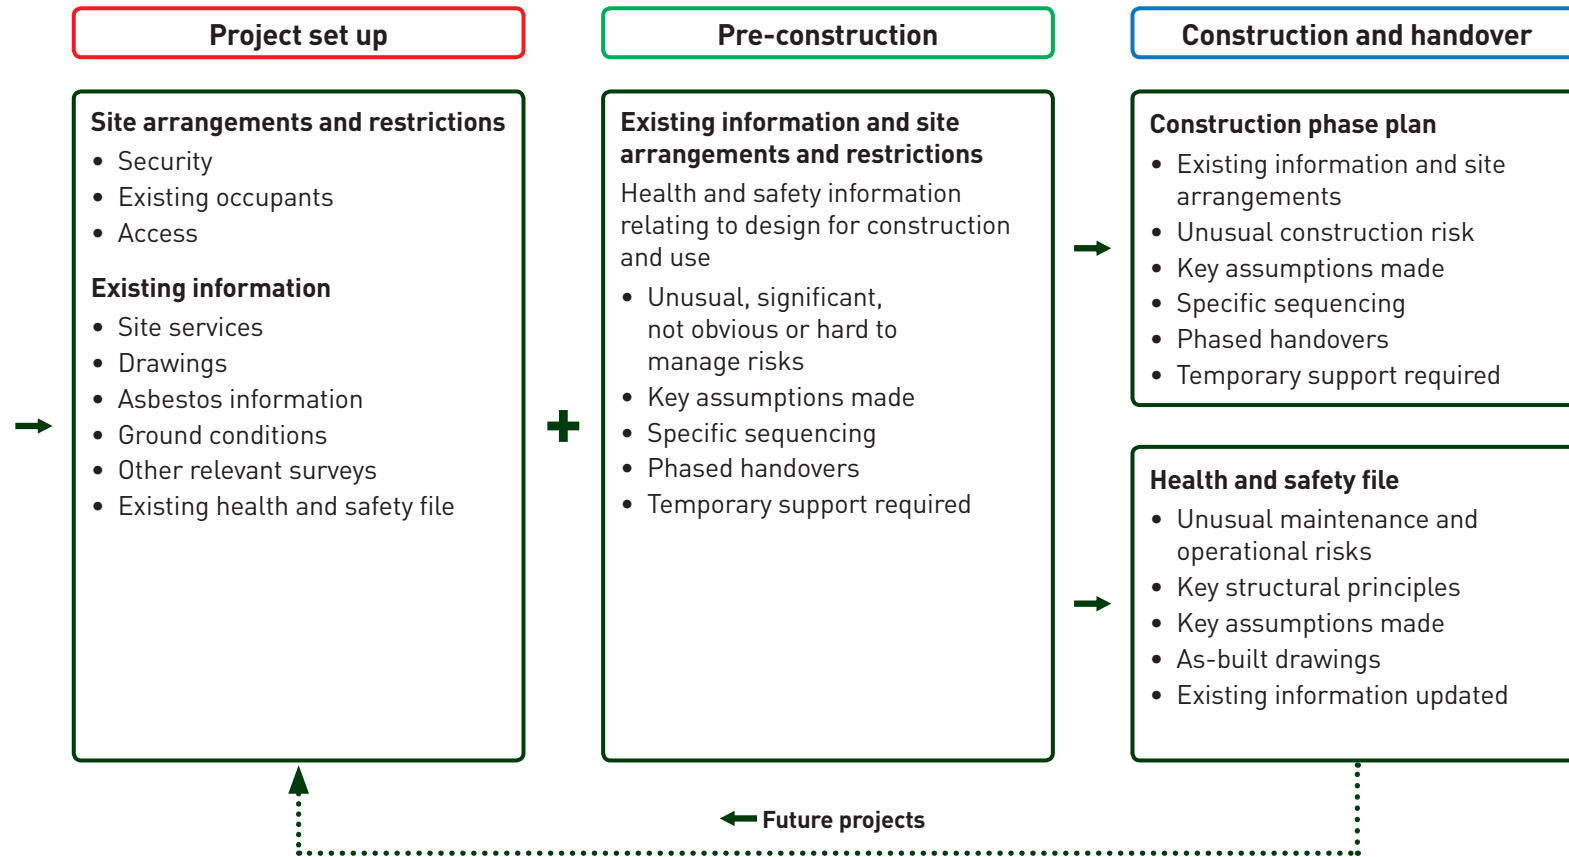 Project set up
Site arrangements and restrictions
• Security
• Existing occupants
• Access
Existing information
• Site services
• Drawings
• Asbestos information
• Ground conditions
• Other relevant surveys
• Existing health and safety file
Pre-construction
Existing information and site
arrangements and restrictions
Health and safety information
relating to design for construction
and use
• Unusual, significant,
not obvious or hard to
manage risks
• Key assumptions made
• Specific sequencing
• Phased handovers
• Temporary support required
Construction and handover
Construction phase plan
• Existing information and site
arrangements
• Unusual construction risk
• Key assumptions made
• Specific sequencing
• Phased handovers
• Temporary support required
Health and safety file
• Unusual maintenance and
operational risks
• Key structural principles
• Key assumptions made
• As-built drawings
• Existing information updated
Future projects